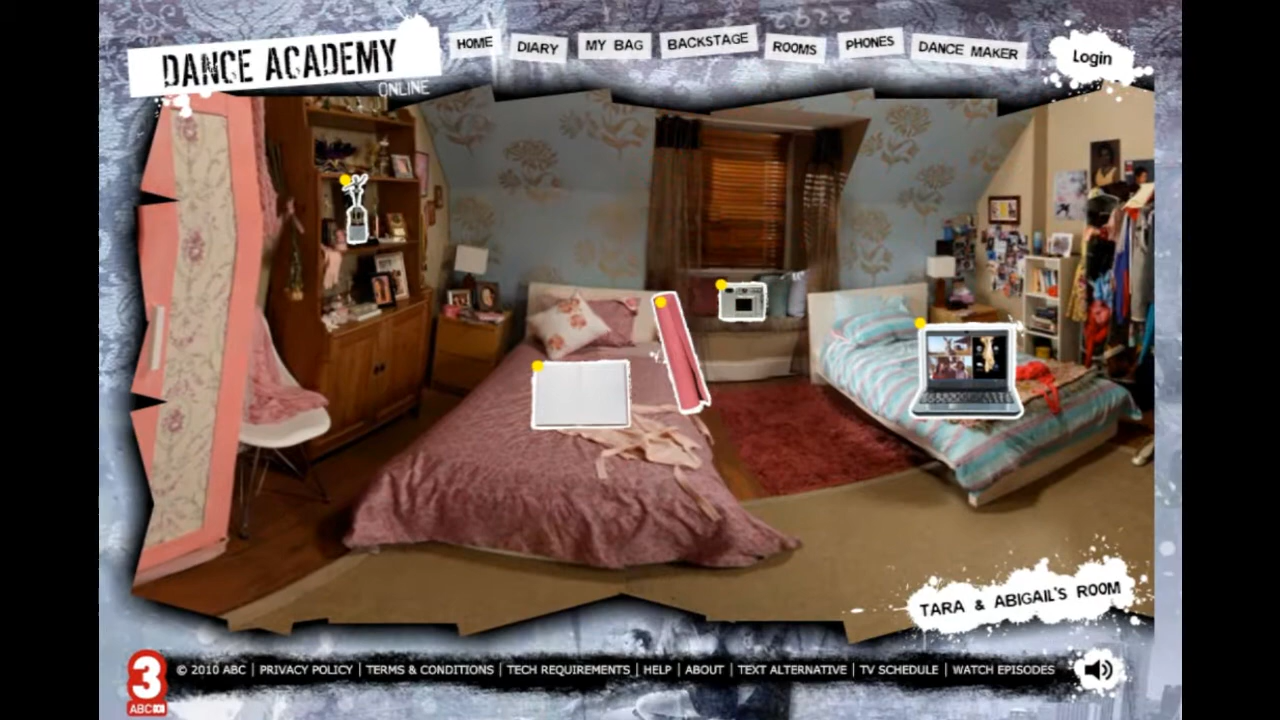 DANCE ACADEMY
ONLINE
HOME
DIARY
MY BAG
BACKSTAGE
ROOMS
PHONES
DANCE MAKER
Login
TARA & ABIGAIL'S ROOM
3
ABC
© 2010 ABC | PRIVACY POLICY | TERMS & CONDITIONS | TECH REQUIREMENTS | HELP | ABOUT | TEXT ALTERNATIVE | TV SCHEDULE | WATCH EPISODES